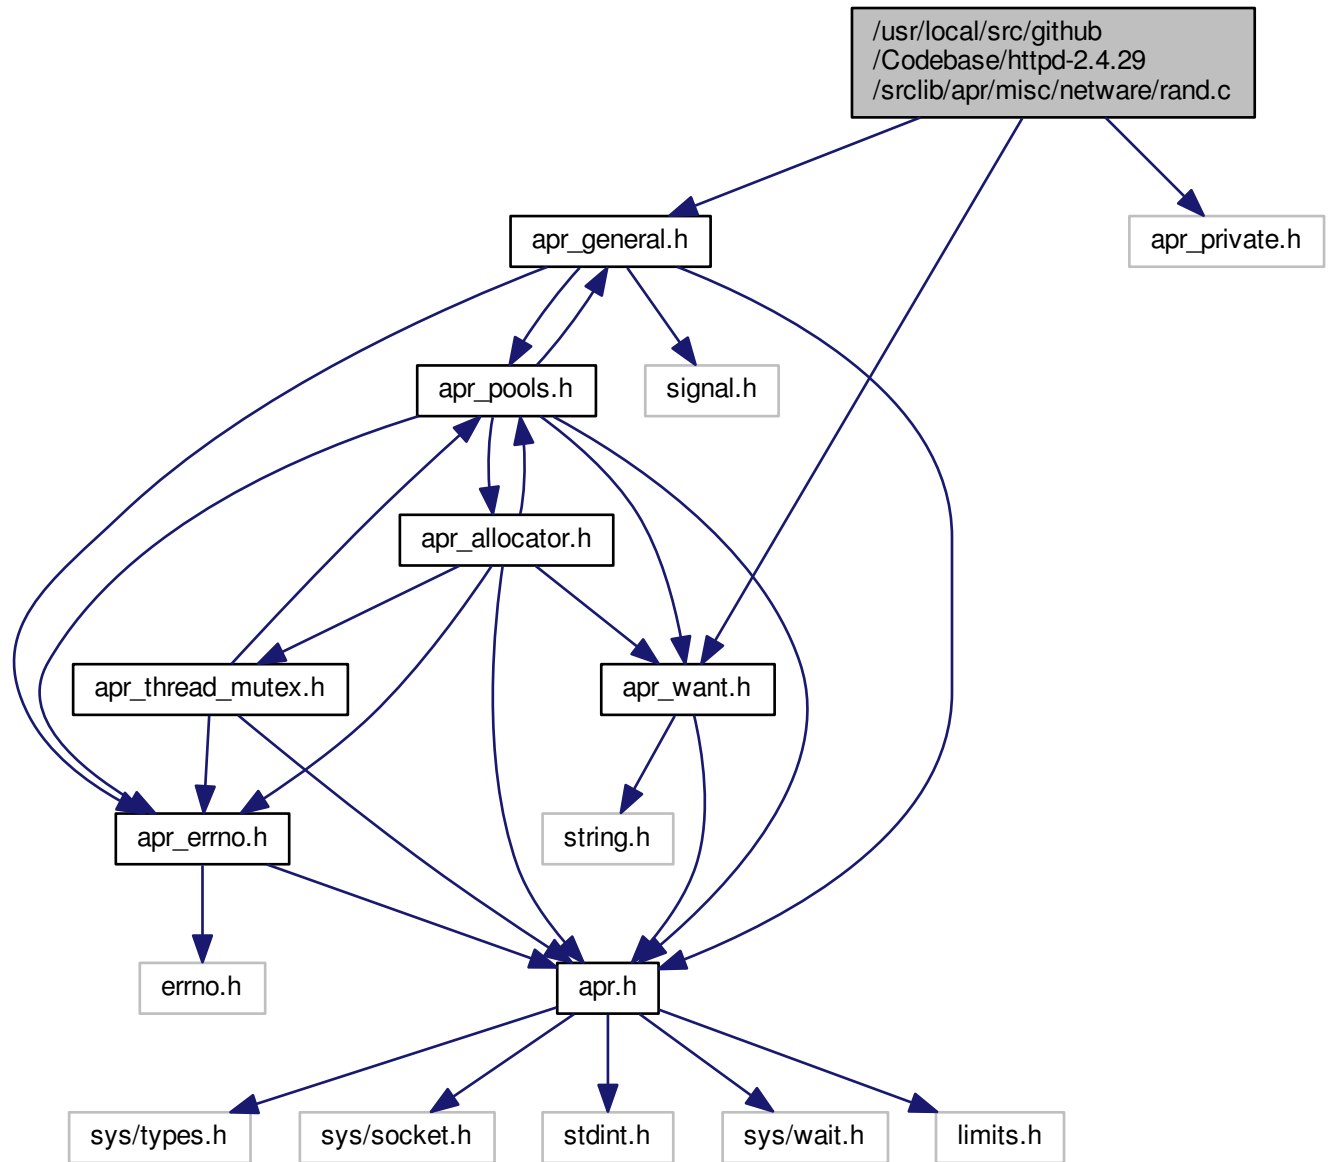 /usr/local/src/github
/Codebase/httpd-2.4.29
/srclib/apr/misc/netware/rand.c
apr_general.h
apr_private.h
apr_pools.h
signal.h
apr_allocator.h
apr_thread_mutex.h
apr_want.h
apr_errno.h
string.h
errno.h
apr.h
sys/types.h
sys/socket.h
stdint.h
sys/wait.h
limits.h